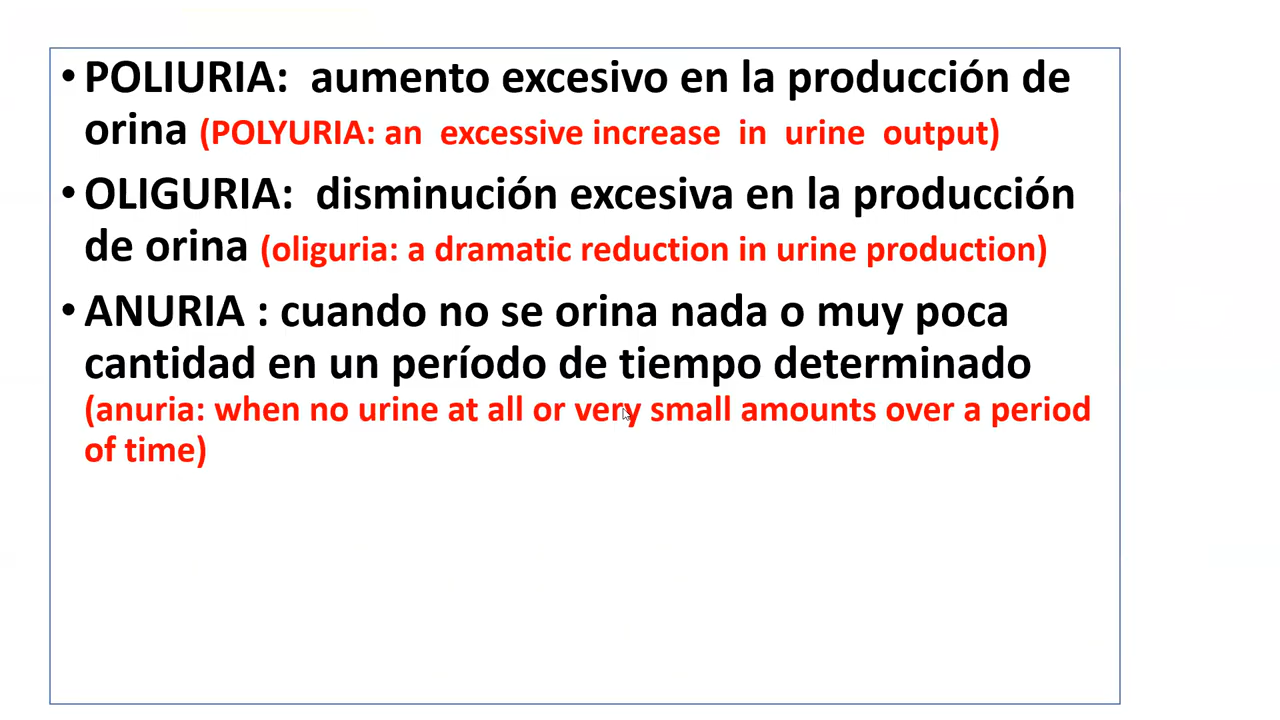 • POLIURIA:  aumento excesivo en la producción de
orina (POLYURIA: an  excessive increase  in  urine  output)
• OLIGURIA:  disminución excesiva en la producción
de orina (oliguria: a dramatic reduction in urine production)
• ANURIA : cuando no se orina nada o muy poca
cantidad en un período de tiempo determinado
(anuria: when no urine at all or very small amounts over a period
of time)